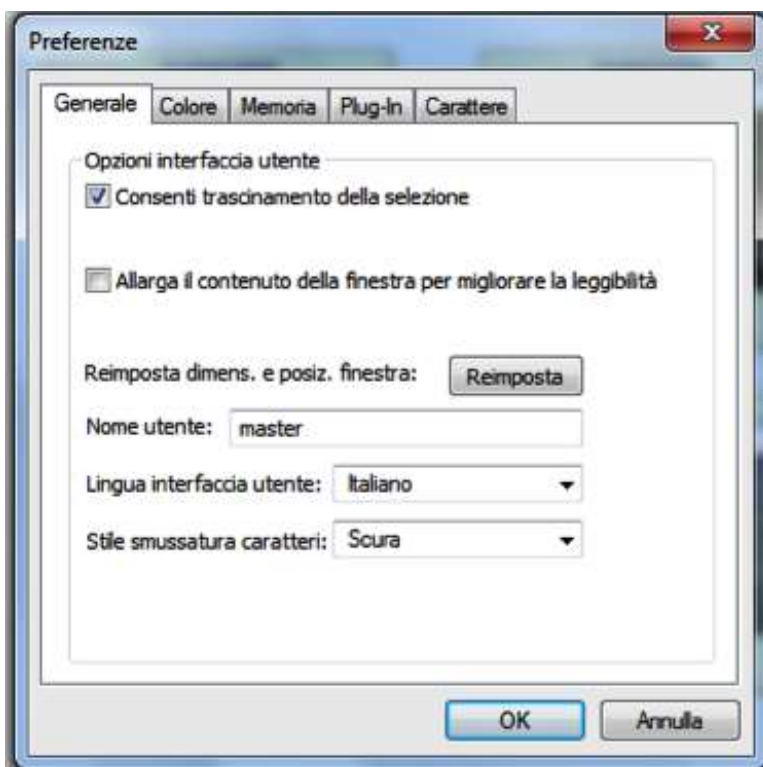 Preferenze
Generale Colore Memoria Plug-In Carattere
Opzioni interfaccia utente
Consenti trascinamento della selezione
Allarga il contenuto della finestra per migliorare la leggibilità
Reimposta dimens. e posiz. finestra: Reimposta
Nome utente: master
Lingua interfaccia utente: Italiano
Stile smussatura caratteri: Scura
OK Annulla